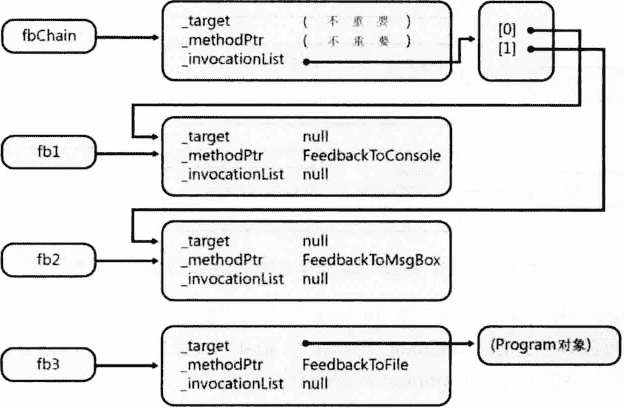 fbChain
_target ( 不 重 要 )
_methodPtr ( 不 重 要 )
_invocationList
[0]
[1]
fb1
_target null
_methodPtr FeedbackToConsole
_invocationList null
fb2
_target null
_methodPtr FeedbackToMsgBox
_invocationList null
fb3
_target
_methodPtr FeedbackToFile
_invocationList null
(Program对象)